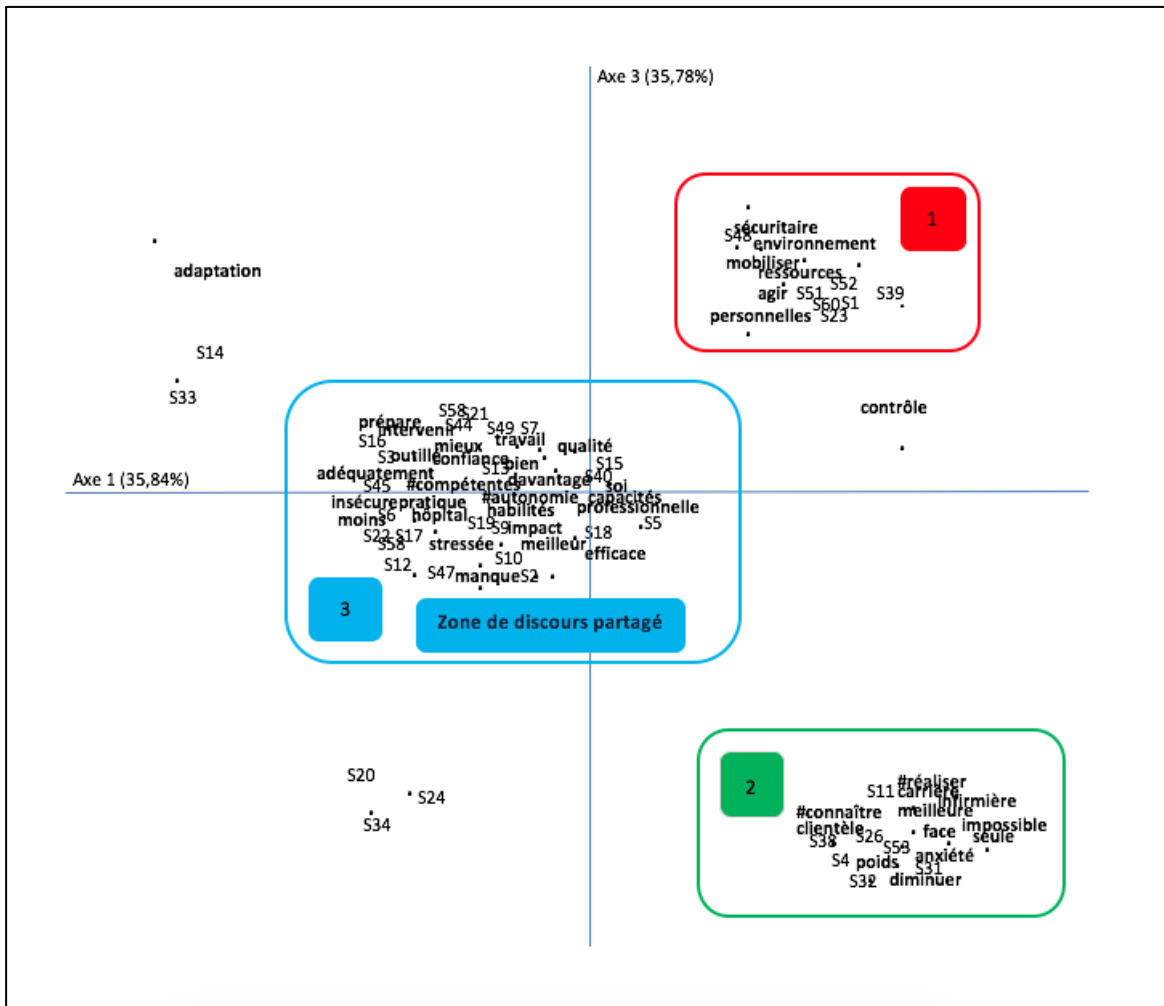 Axe 3 (35,78%)
1
sécuritaire
S48
environnement
mobiliser
ressources
adaptation
agir
S51
S52
S39
S60
S1
personnelles
S23
S14
S33
contrôle
S58
S21
prépare
intervenir
S44
S49
S7
S16
mieux
travail
qualité
S3
outillé
confiance
S13
bien
S15
adéquatement
davantage
S40
Axe 1 (35,84%)
S45
#compétentes
soi
insécure
pratique
#autonomie
capacités
S6
habilités
professionnelle
moins
hôpital
S19
S9
impact
S5
S22
S17
S18
S58
stressée
meilleur
efficace
S12
S10
S47
manque
S2
3
Zone de discours partagé
S20
S24
S34
2
#réaliser
S11
carrière
infirmière
#connaître
meilleure
clientèle
face
impossible
S38
S26
S53
seule
S4
poids
anxiété
S31
S32
diminuer